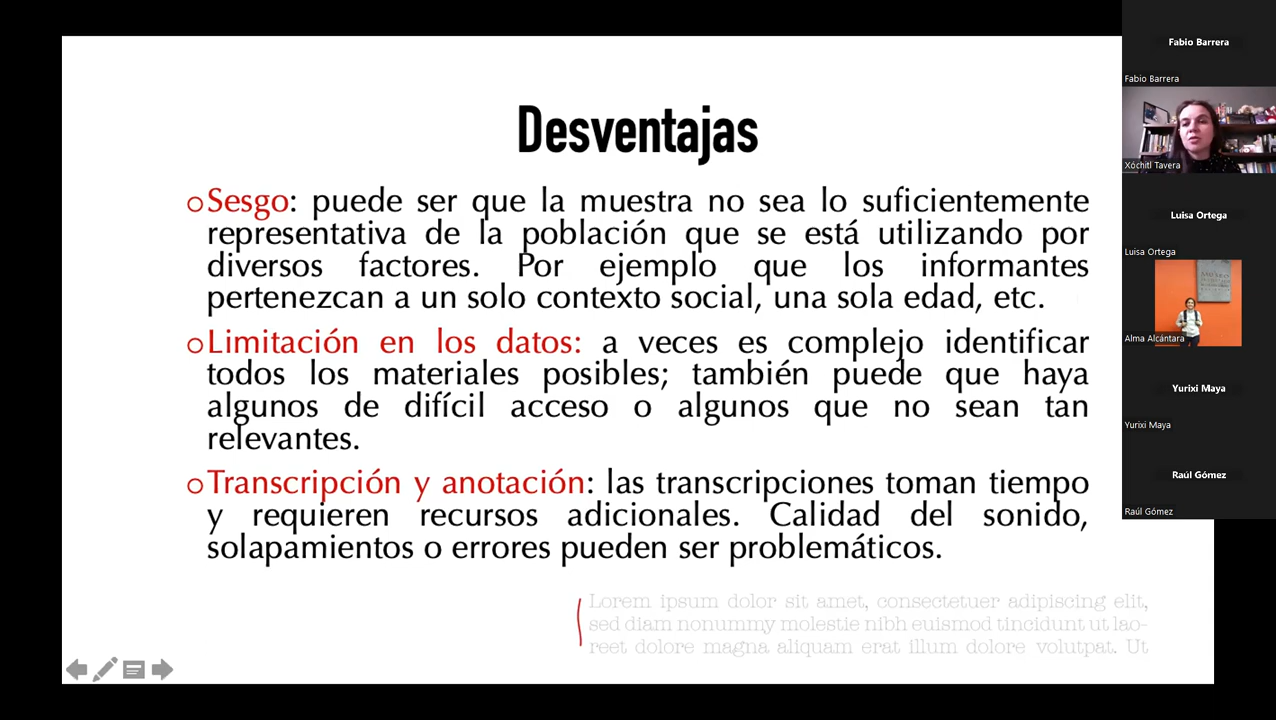 Desventajas
oSesgo: puede ser que la muestra no sea lo suficientemente
representativa de la población que se está utilizando por
diversos factores. Por ejemplo que los informantes
pertenezcan a un solo contexto social, una sola edad, etc.
oLimitación en los datos: a veces es complejo identificar
todos los materiales posibles; también puede que haya
algunos de difícil acceso o algunos que no sean tan
relevantes.
oTranscripción y anotación: las transcripciones toman tiempo
y requieren recursos adicionales. Calidad del sonido,
solapamientos o errores pueden ser problemáticos.
Lorem ipsum dolor sit amet, consectetuer adipiscing elit,
sed diam nonummy molestie nibh euismod tincidunt ut lao-
reet dolore magna aliquam erat illum dolore volutpat. Ut
Fabio Barrera
Fabio Barrera
Xóchitl Tavera
Luisa Ortega
Luisa Ortega
Alma Alcántara
Yurixi Maya
Yurixi Maya
Raúl Gómez
Raúl Gómez